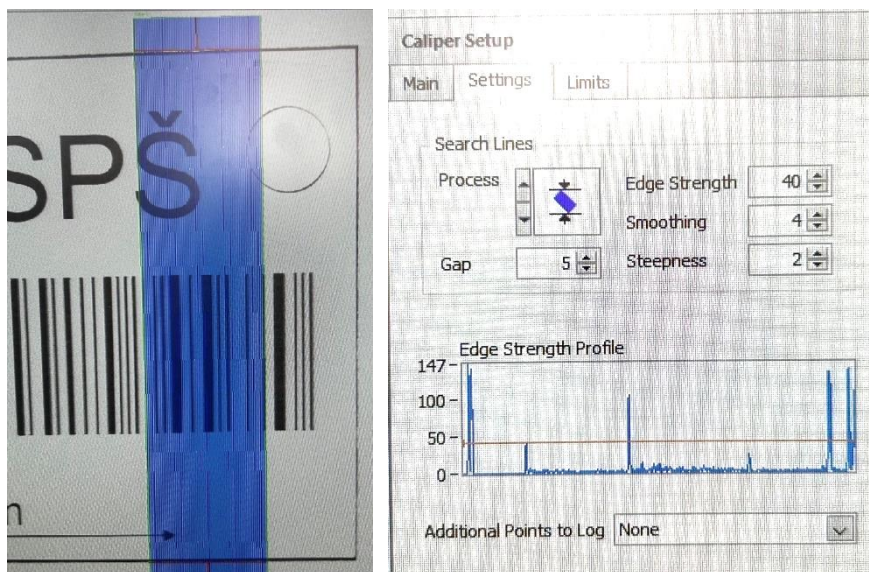 SPŠ
n
Caliper Setup
Main Settings Limits
Search Lines
Process
Edge Strength 40
Smoothing 4
Gap 5
Steepness 2
Edge Strength Profile
147
100
50
0
Additional Points to Log None